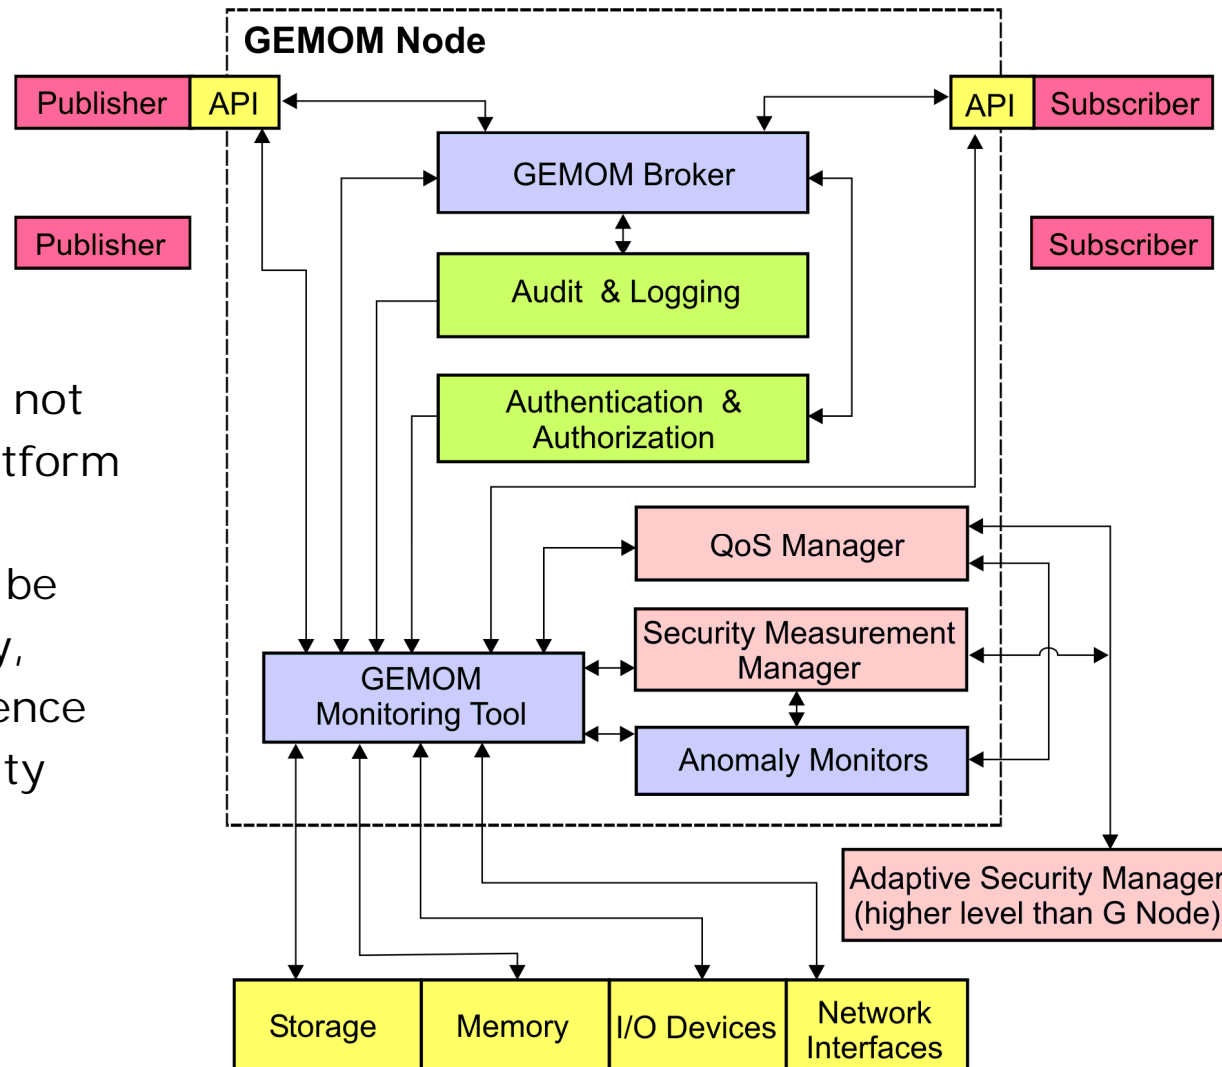 GEMOM Node
Publisher
API
API
Subscriber
GEMOM Broker
Publisher
Subscriber
Audit & Logging
not
tform
be
y,
ence
ty
Authentication &
Authorization
QoS Manager
Security Measurement
Manager
GEMOM
Monitoring Tool
Anomaly Monitors
Adaptive Security Manager
(higher level than G Node)
Storage
Memory
I/O Devices
Network
Interfaces